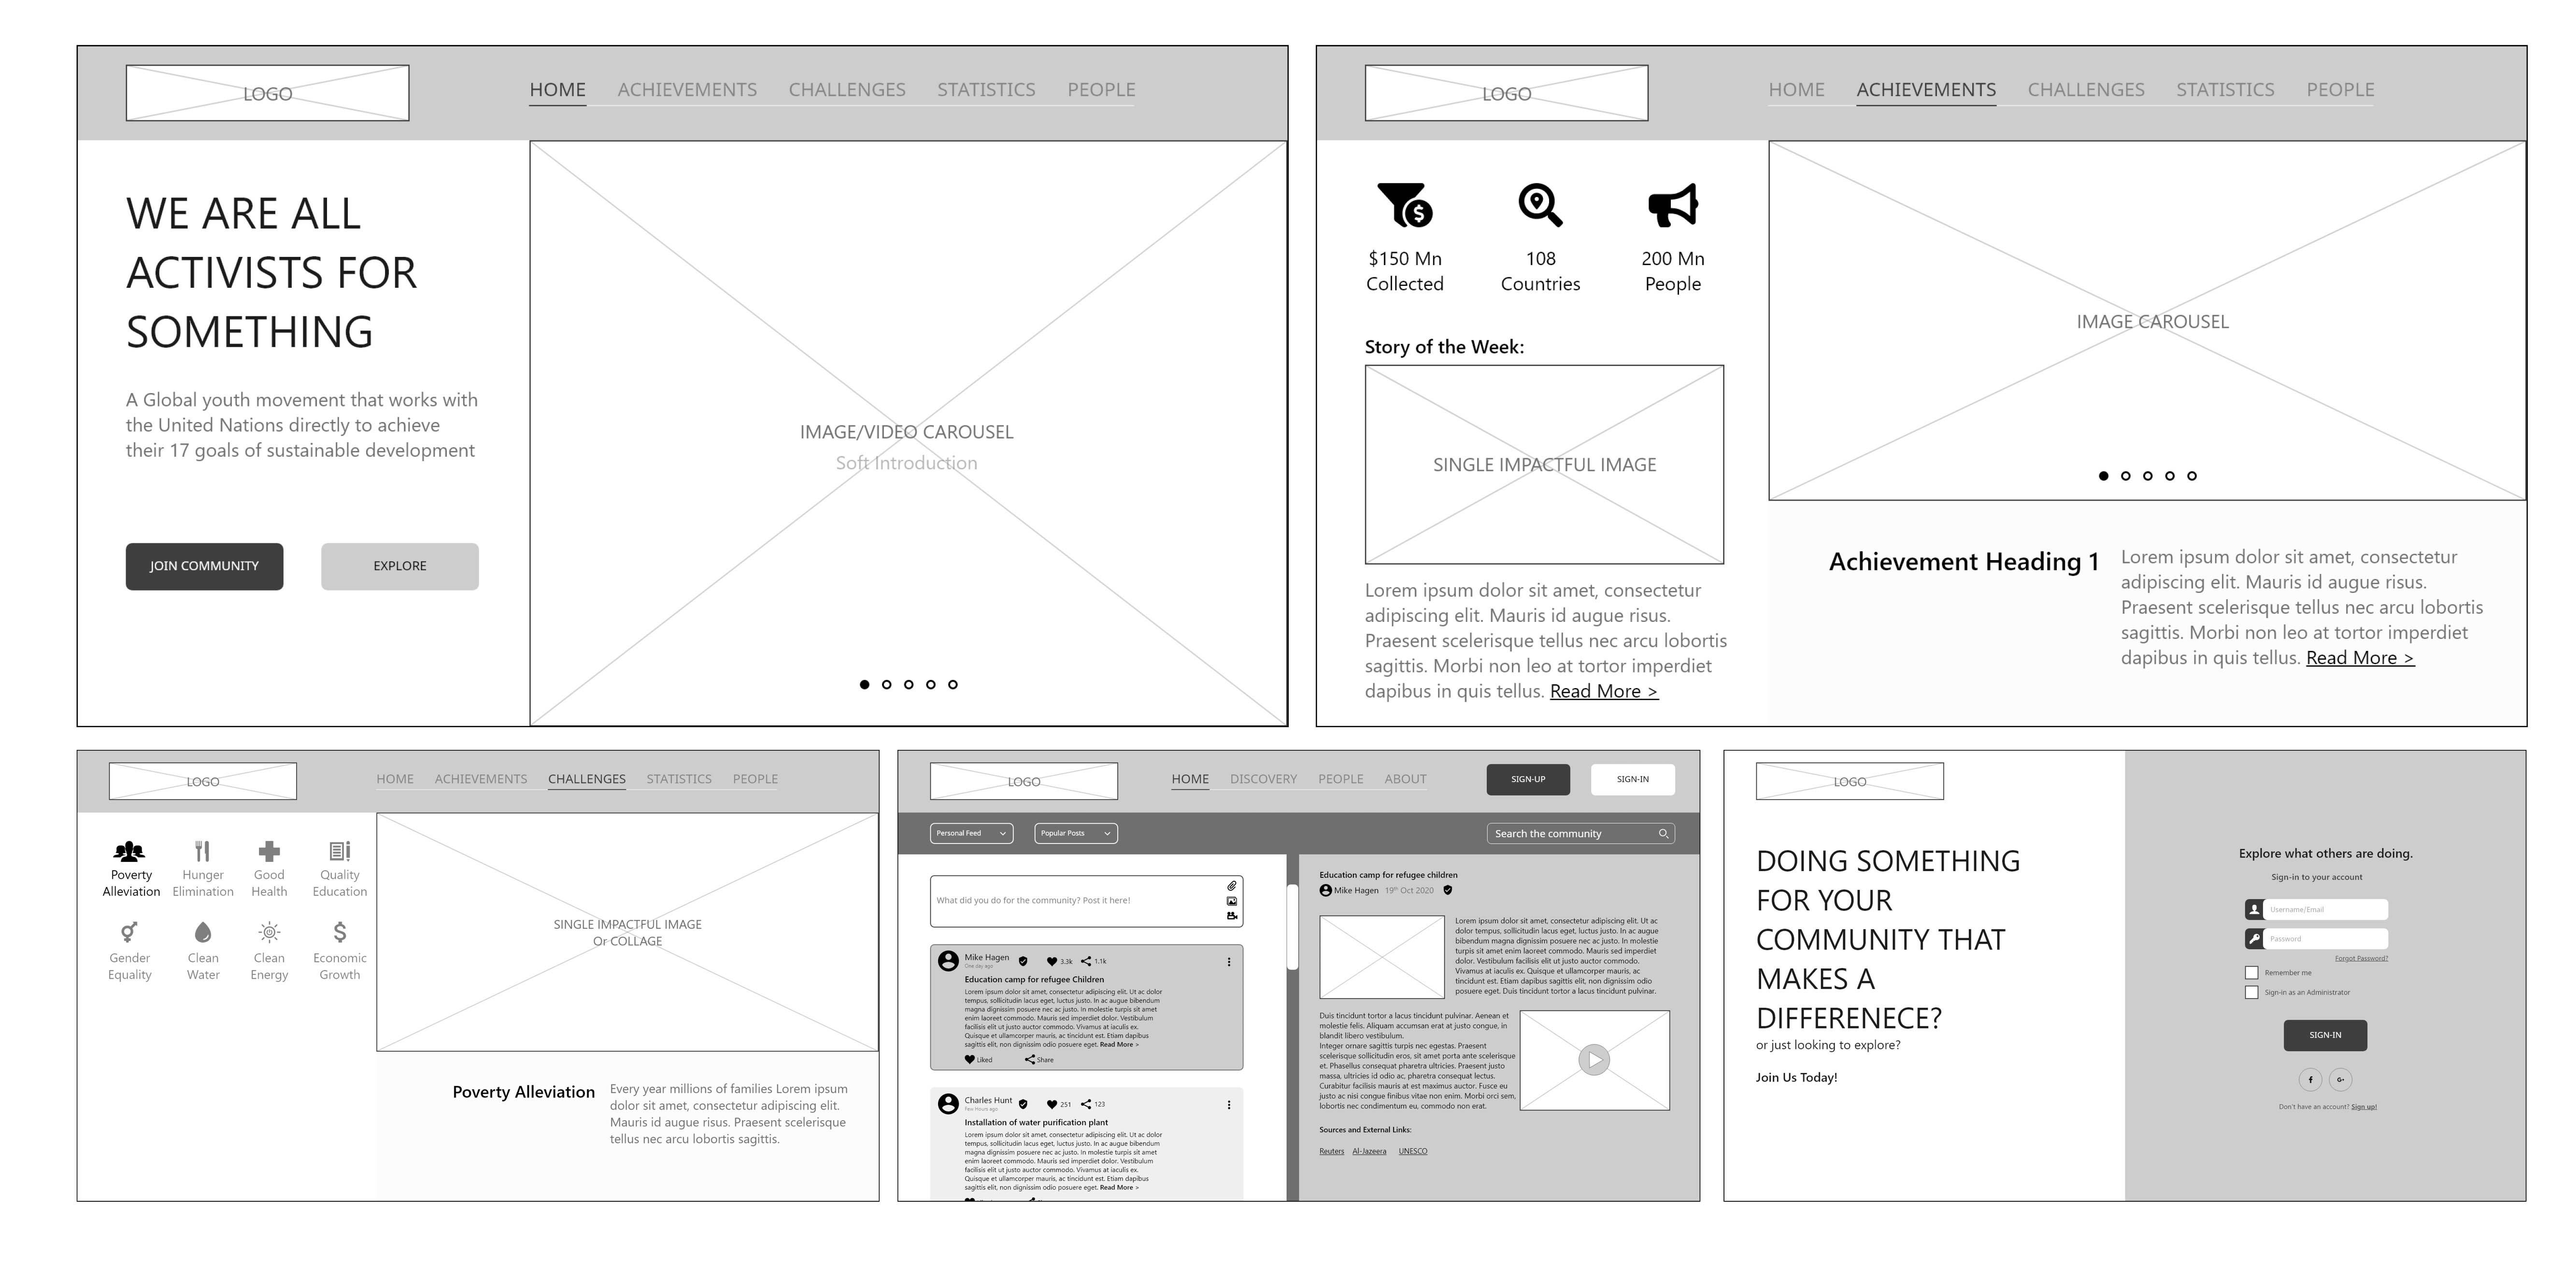 LOGO
HOME ACHIEVEMENTS CHALLENGES STATISTICS PEOPLE
WE ARE ALL
ACTIVISTS FOR
SOMETHING
A Global youth movement that works with
the United Nations directly to achieve
their 17 goals of sustainable development
JOIN COMMUNITY
EXPLORE
IMAGE/VIDEO CAROUSEL
Soft Introduction
LOGO
HOME ACHIEVEMENTS CHALLENGES STATISTICS PEOPLE
$150 Mn
Collected
108
Countries
200 Mn
People
Story of the Week:
SINGLE IMPACTFUL IMAGE
Lorem ipsum dolor sit amet, consectetur
adipiscing elit. Mauris id augue risus.
Praesent scelerisque tellus nec arcu lobortis
sagittis. Morbi non leo at tortor imperdiet
dapibus in quis tellus. Read More >
IMAGE CAROUSEL
Achievement Heading 1
Lorem ipsum dolor sit amet, consectetur
adipiscing elit. Mauris id augue risus.
Praesent scelerisque tellus nec arcu lobortis
sagittis. Morbi non leo at tortor imperdiet
dapibus in quis tellus. Read More >
LOGO
HOME ACHIEVEMENTS CHALLENGES STATISTICS PEOPLE
Poverty
Alleviation
Hunger
Elimination
Good
Health
Quality
Education
Gender
Equality
Clean
Water
Clean
Energy
Economic
Growth
SINGLE IMPACTFUL IMAGE
Or COLLAGE
Poverty Alleviation
Every year millions of families Lorem ipsum
dolor sit amet, consectetur adipiscing elit.
Mauris id augue risus. Praesent scelerisque
tellus nec arcu lobortis sagittis.
LOGO
HOME DISCOVERY PEOPLE ABOUT
SIGN-UP
SIGN-IN
Personal Feed
Popular Posts
Search the community
What did you do for the community? Post it here!
Mike Hagen 3.3k 1.1k
One day ago
Education camp for refugee Children
Lorem ipsum dolor sit amet, consectetur adipiscing elit. Ut ac dolor
tempus, sollicitudin lacus eget, luctus justo. In ac augue bibendum
magna dignissim posuere nec ac justo. In molestie turpis sit amet
enim laoreet commodo. Mauris sed imperdiet dolor. Vestibulum
facilisis elit ut justo auctor commodo. Vivamus at iaculis ex.
Quisque et ullamcorper mauris, ac tincidunt est. Etiam dapibus
sagittis elit, non dignissim odio posuere eget. Read More >
Liked Share
Charles Hunt 251 123
Few Hours ago
Installation of water purification plant
Lorem ipsum dolor sit amet, consectetur adipiscing elit. Ut ac dolor
tempus, sollicitudin lacus eget, luctus justo. In ac augue bibendum
magna dignissim posuere nec ac justo. In molestie turpis sit amet
enim laoreet commodo. Mauris sed imperdiet dolor. Vestibulum
facilisis elit ut justo auctor commodo. Vivamus at iaculis ex.
Quisque et ullamcorper mauris, ac tincidunt est. Etiam dapibus
sagittis elit, non dignissim odio posuere eget. Read More >
Education camp for refugee children
Mike Hagen 19th Oct 2020
Lorem ipsum dolor sit amet, consectetur adipiscing elit. Ut ac
dolor tempus, sollicitudin lacus eget, luctus justo. In ac augue
bibendum magna dignissim posuere nec ac justo. In molestie
turpis sit amet enim laoreet commodo. Mauris sed imperdiet
dolor. Vestibulum facilisis elit ut justo auctor commodo.
Vivamus at iaculis ex. Quisque et ullamcorper mauris, ac
tincidunt est. Etiam dapibus sagittis elit, non dignissim odio
posuere eget. Duis tincidunt tortor a lacus tincidunt pulvinar.
Duis tincidunt tortor a lacus tincidunt pulvinar. Aenean et
molestie felis. Aliquam accumsan erat at justo congue, in
blandit libero vestibulum.
Integer ornare sagittis turpis nec egestas. Praesent
scelerisque sollicitudin eros, sit amet porta ante scelerisque
et. Phasellus consequat pharetra ultricies. Praesent justo
massa, ultricies id odio ac, pharetra consequat lectus.
Curabitur facilisis mauris at est maximus auctor. Fusce eu
justo ac nisi congue finibus vitae non enim. Morbi orci sem,
lobortis nec condimentum eu, commodo non erat.
Sources and External Links:
Reuters Al-Jazeera UNESCO
LOGO
DOING SOMETHING
FOR YOUR
COMMUNITY THAT
MAKES A
DIFFERENECE?
or just looking to explore?
Join Us Today!
Explore what others are doing.
Sign-in to your account
Username/Email
Password
Forgot Password?
Remember me
Sign-in as an Administrator
SIGN-IN
f G+
Don't have an account? Sign up!